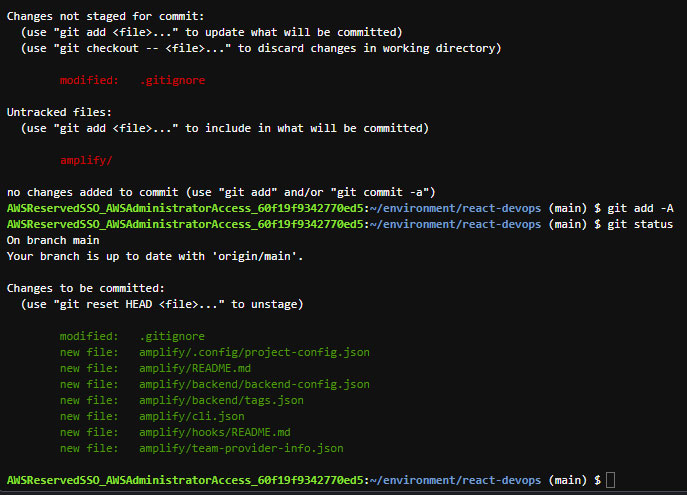 Changes not staged for commit:
(use "git add <file>..." to update what will be committed)
(use "git checkout -- <file>..." to discard changes in working directory)
modified:   .gitignore
Untracked files:
(use "git add <file>..." to include in what will be committed)
amplify/
no changes added to commit (use "git add" and/or "git commit -a")
AWSReservedSSO_AWSAdministratorAccess_60f19f9342770ed5:~/environment/react-devops (main) $ git add -A
AWSReservedSSO_AWSAdministratorAccess_60f19f9342770ed5:~/environment/react-devops (main) $ git status
On branch main
Your branch is up to date with 'origin/main'.
Changes to be committed:
(use "git reset HEAD <file>..." to unstage)
modified:   .gitignore
new file:   amplify/.config/project-config.json
new file:   amplify/README.md
new file:   amplify/backend/backend-config.json
new file:   amplify/backend/tags.json
new file:   amplify/cli.json
new file:   amplify/hooks/README.md
new file:   amplify/team-provider-info.json
AWSReservedSSO_AWSAdministratorAccess_60f19f9342770ed5:~/environment/react-devops (main) $